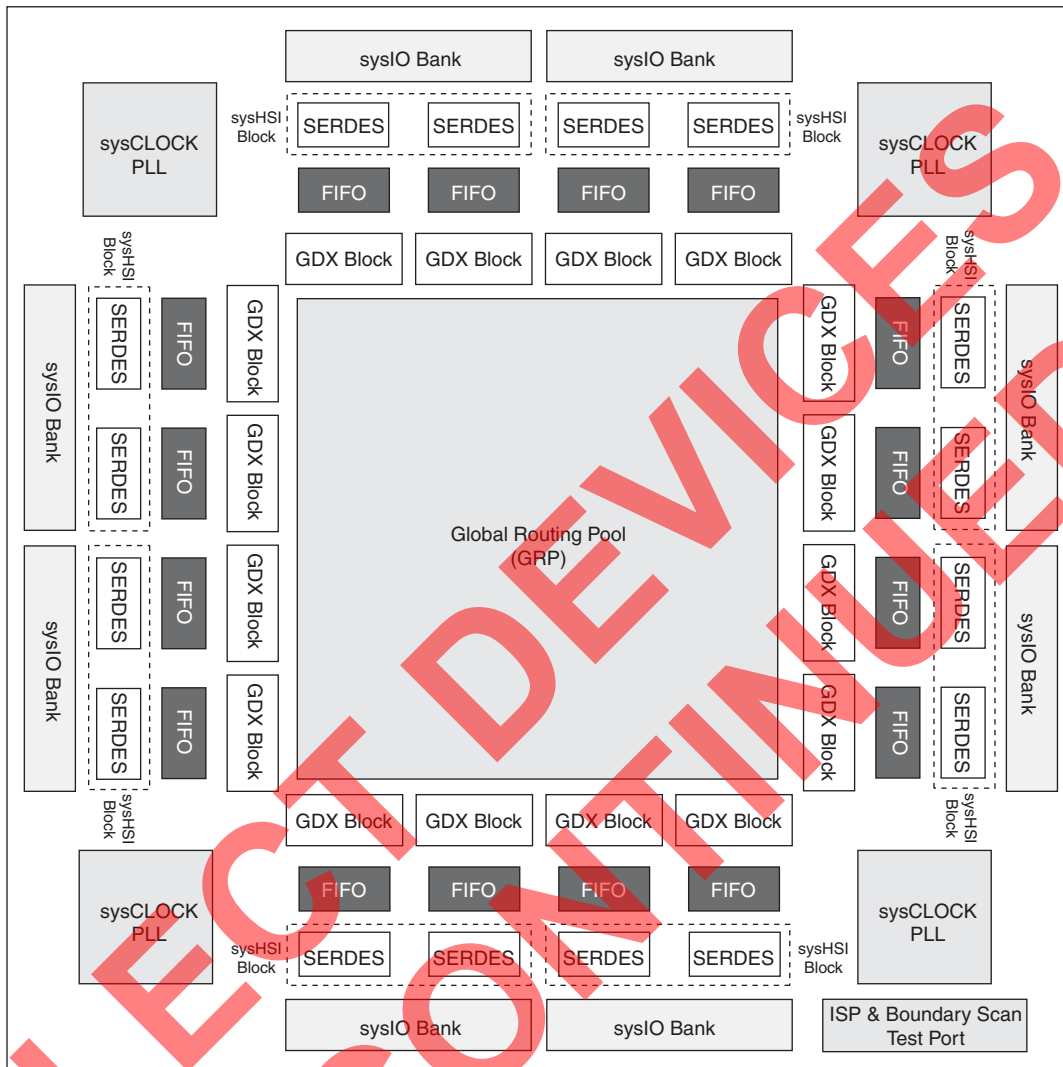 sysIO Bank
sysIO Bank
sysCLOCK
PLL
sysHSI
Block
SERDES
SERDES
SERDES
SERDES
sysHSI
Block
sysCLOCK
PLL
FIFO
FIFO
FIFO
FIFO
sysHSI
Block
GDX Block
GDX Block
GDX Block
GDX Block
sysHSI
Block
sysIO Bank
SERDES
FIFO
GDX
Block
GDX
Block
FIFO
SERDES
sysIO Bank
SERDES
FIFO
GDX
Block
GDX
Block
FIFO
SERDES
Global Routing Pool
(GRP)
sysIO Bank
SERDES
FIFO
GDX
Block
GDX
Block
FIFO
SERDES
sysIO Bank
SERDES
FIFO
GDX
Block
GDX
Block
FIFO
SERDES
sysHSI
Block
GDX Block
GDX Block
GDX Block
GDX Block
sysHSI
Block
sysCLOCK
PLL
FIFO
FIFO
FIFO
FIFO
sysCLOCK
PLL
sysHSI
Block
SERDES
SERDES
SERDES
SERDES
sysHSI
Block
sysIO Bank
sysIO Bank
ISP & Boundary Scan
Test Port
DEVICES